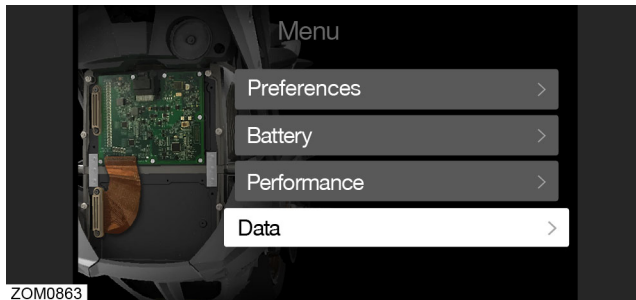 Menu
Preferences
Battery
Performance
Data
ZOM0863